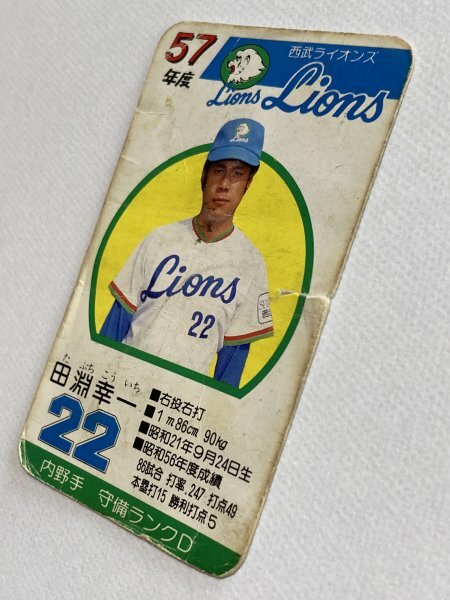 57
年度
西武ライオンズ
Lions
Lions
Lions
22
たぶち こういち
田淵幸一
22
■右投右打
■1m86cm 90kg
■昭和21年9月24日生
■昭和56年度成績
86試合 打率.247 打点49
本塁打15 勝利打点5
内野手 守備ランクD